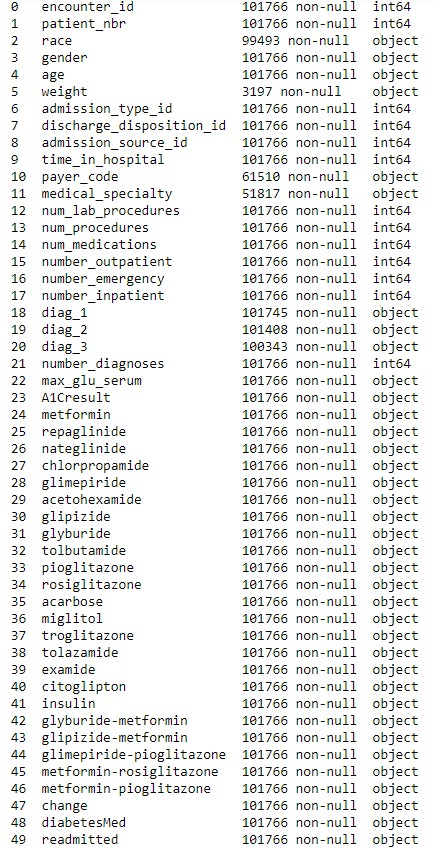 0 encounter_id 101766 non-null int64
1 patient_nbr 101766 non-null int64
2 race 99493 non-null object
3 gender 101766 non-null object
4 age 101766 non-null object
5 weight 3197 non-null object
6 admission_type_id 101766 non-null int64
7 discharge_disposition_id 101766 non-null int64
8 admission_source_id 101766 non-null int64
9 time_in_hospital 101766 non-null int64
10 payer_code 61510 non-null object
11 medical_specialty 51817 non-null object
12 num_lab_procedures 101766 non-null int64
13 num_procedures 101766 non-null int64
14 num_medications 101766 non-null int64
15 number_outpatient 101766 non-null int64
16 number_emergency 101766 non-null int64
17 number_inpatient 101766 non-null int64
18 diag_1 101745 non-null object
19 diag_2 101408 non-null object
20 diag_3 100343 non-null object
21 number_diagnoses 101766 non-null int64
22 max_glu_serum 101766 non-null object
23 A1Cresult 101766 non-null object
24 metformin 101766 non-null object
25 repaglinide 101766 non-null object
26 nateglinide 101766 non-null object
27 chlorpropamide 101766 non-null object
28 glimepiride 101766 non-null object
29 acetohexamide 101766 non-null object
30 glipizide 101766 non-null object
31 glyburide 101766 non-null object
32 tolbutamide 101766 non-null object
33 pioglitazone 101766 non-null object
34 rosiglitazone 101766 non-null object
35 acarbose 101766 non-null object
36 miglitol 101766 non-null object
37 troglitazone 101766 non-null object
38 tolazamide 101766 non-null object
39 examide 101766 non-null object
40 citoglipton 101766 non-null object
41 insulin 101766 non-null object
42 glyburide-metformin 101766 non-null object
43 glipizide-metformin 101766 non-null object
44 glimepiride-pioglitazone 101766 non-null object
45 metformin-rosiglitazone 101766 non-null object
46 metformin-pioglitazone 101766 non-null object
47 change 101766 non-null object
48 diabetesMed 101766 non-null object
49 readmitted 101766 non-null object